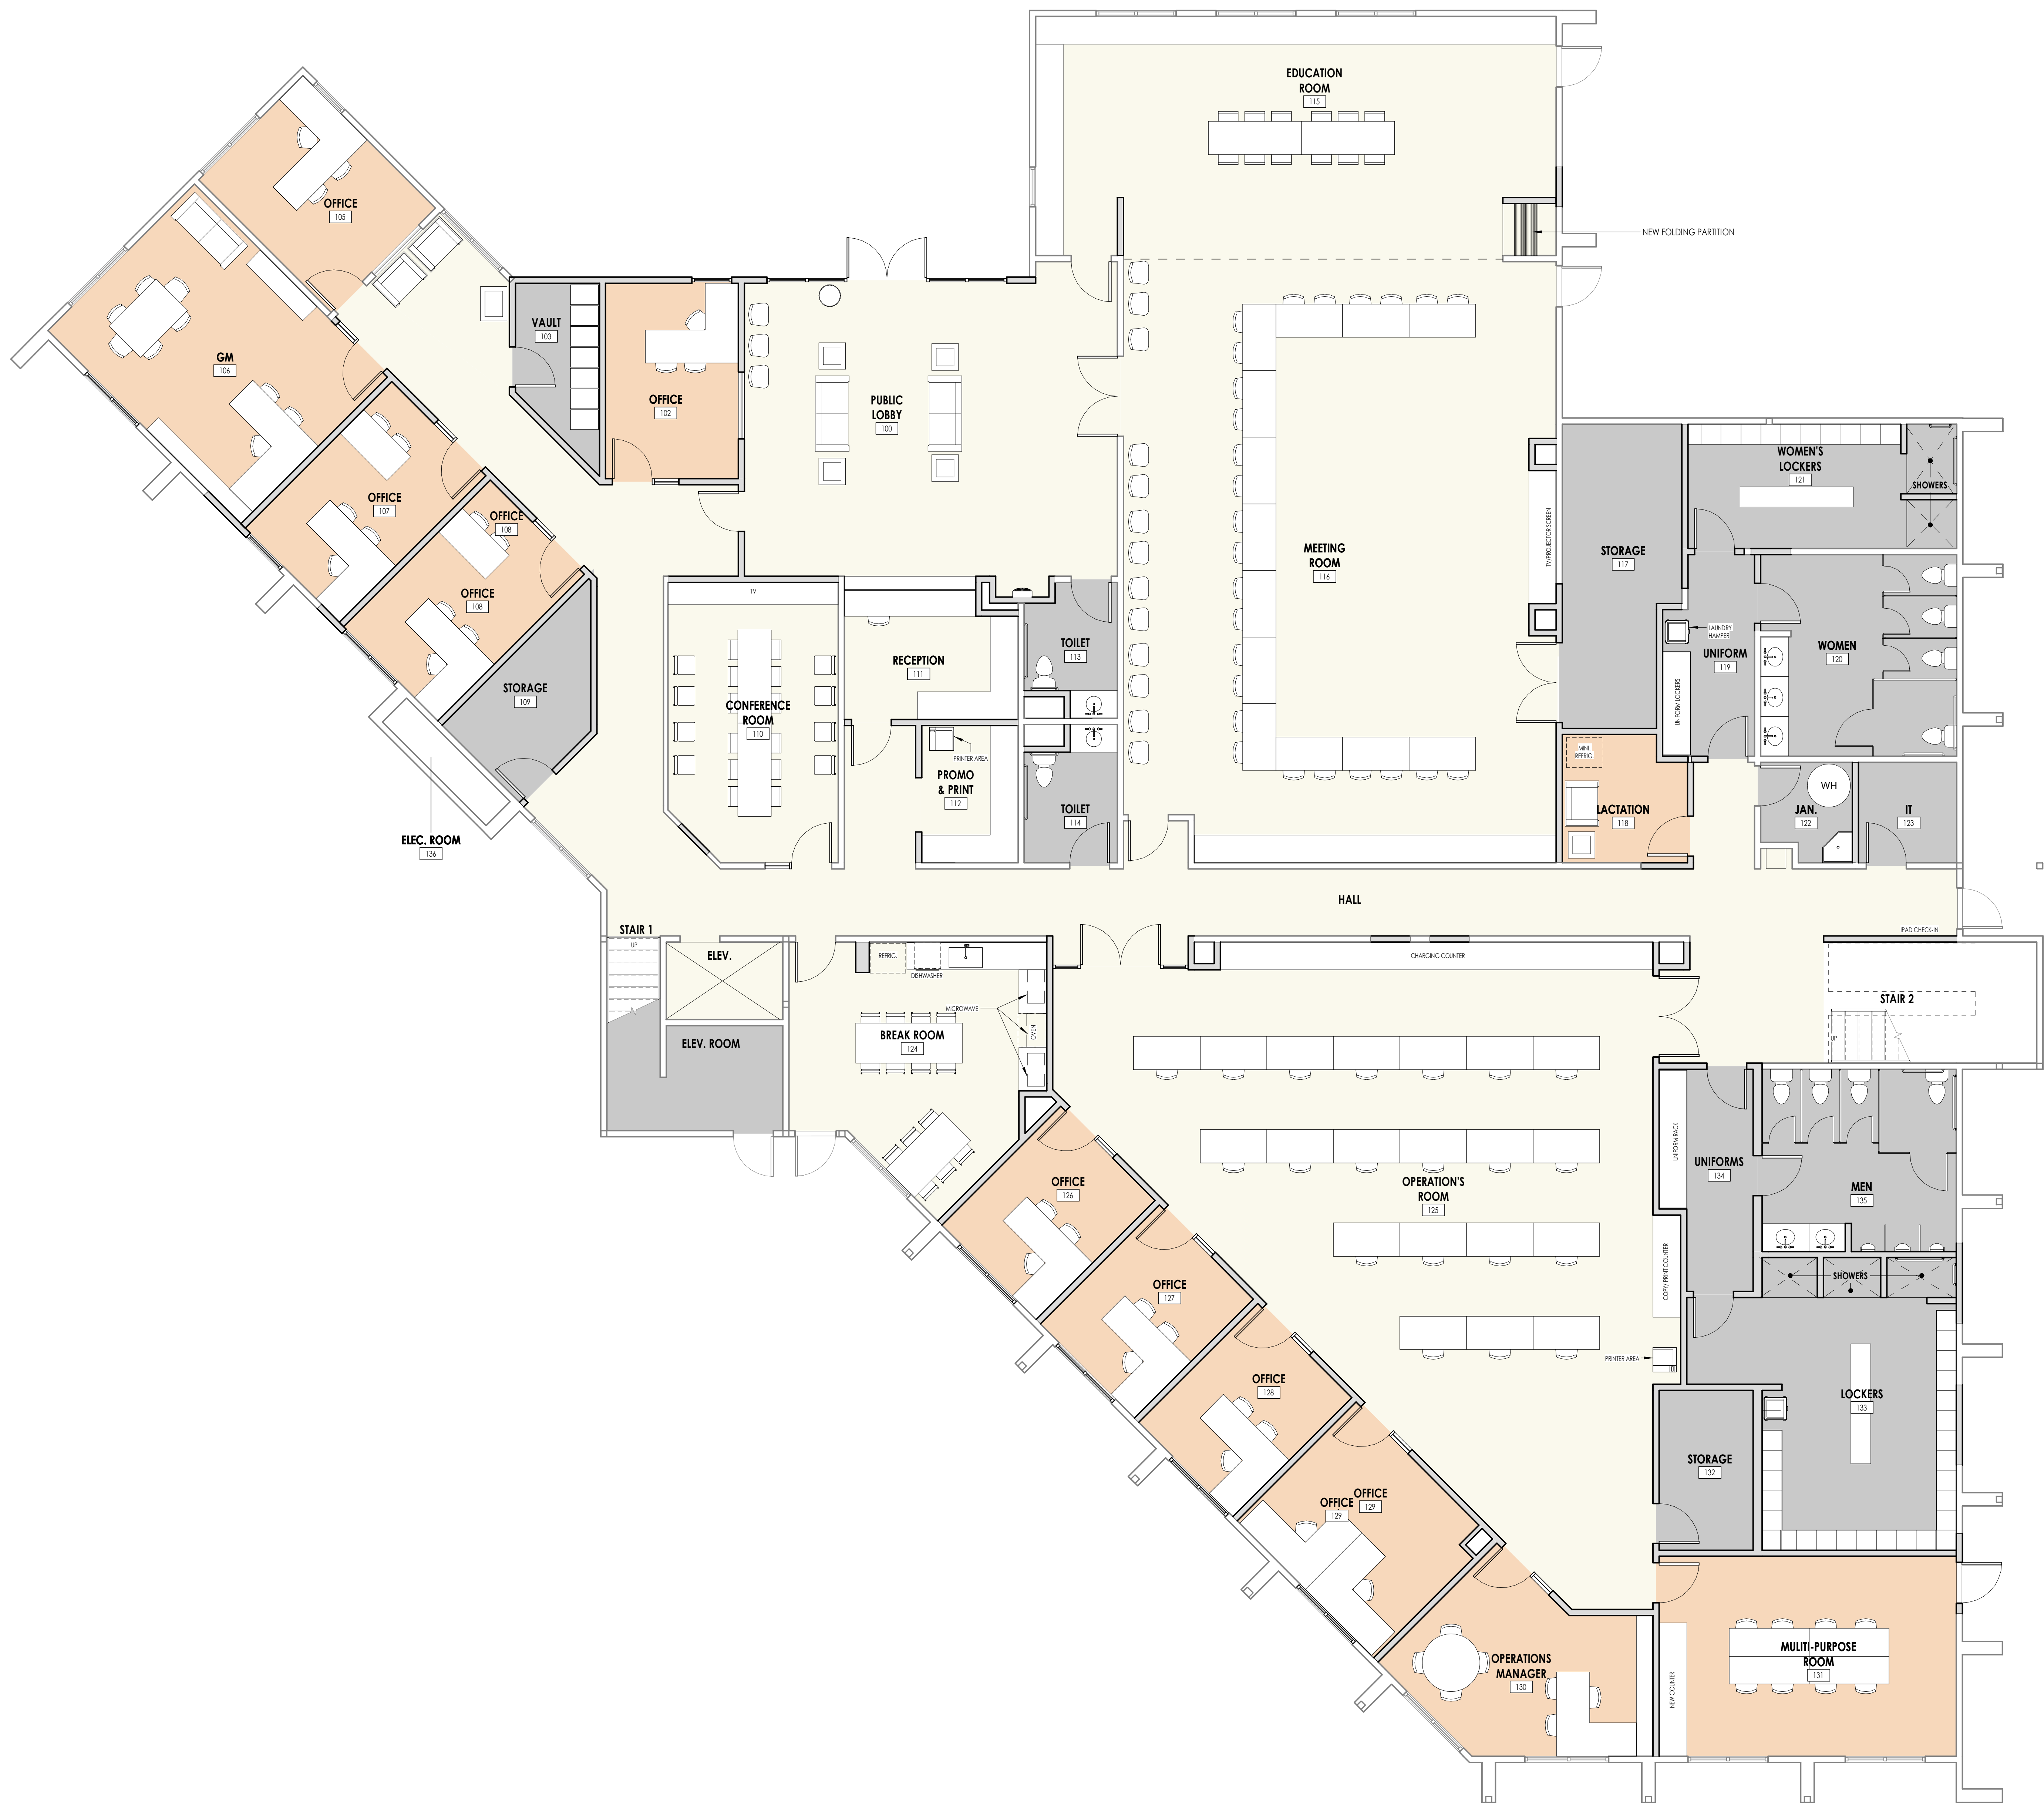 EDUCATION
ROOM
115
OFFICE
105
NEW FOLDING PARTITION
VAULT
103
GM
106
OFFICE
102
PUBLIC
LOBBY
100
WOMEN'S
LOCKERS
121
SHOWERS
OFFICE
107
OFFICE
108
TV/PROJECTOR SCREEN
MEETING
ROOM
116
STORAGE
117
OFFICE
108
TV
LAUNDRY
HAMPER
TOILET
113
UNIFORM
119
WOMEN
120
RECEPTION
111
STORAGE
109
UNIFORM LOCKERS
CONFERENCE
ROOM
110
PRINTER AREA
MINI.
REFRIG.
PROMO
& PRINT
112
WH
TOILET
114
LACTATION
118
JAN.
122
IT
123
ELEC. ROOM
136
HALL
STAIR 1
UP
IPAD CHECK-IN
ELEV.
REFRIG.
DISHWASHER
CHARGING COUNTER
STAIR 2
MICROWAVE
OVEN
BREAK ROOM
124
ELEV. ROOM
UP
UNIFORM RACK
UNIFORMS
134
OFFICE
126
OPERATION'S
ROOM
125
MEN
135
COPY/ PRINT COUNTER
SHOWERS
OFFICE
127
PRINTER AREA
OFFICE
128
LOCKERS
133
STORAGE
132
OFFICE
129
OFFICE
129
MULITI-PURPOSE
ROOM
131
OPERATIONS
MANAGER
130
NEW COUNTER